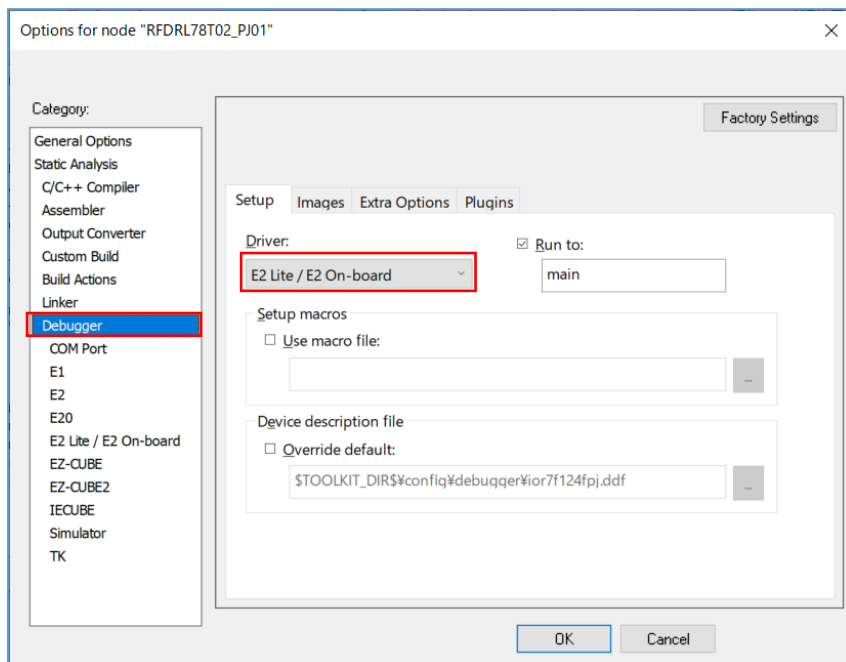 Options for node "RFDRL78T02_PJ01"
Category:
General Options
Static Analysis
C/C++ Compiler
Assembler
Output Converter
Custom Build
Build Actions
Linker
Debugger
COM Port
E1
E2
E20
E2 Lite / E2 On-board
EZ-CUBE
EZ-CUBE2
IECUBE
Simulator
TK
Factory Settings
Setup Images Extra Options Plugins
Driver:
E2 Lite / E2 On-board
Run to:
main
Setup macros
Use macro file:
...
Device description file
Override default:
$TOOLKIT_DIR$¥config¥debugger¥ior7f124fpj.ddf
...
OK Cancel